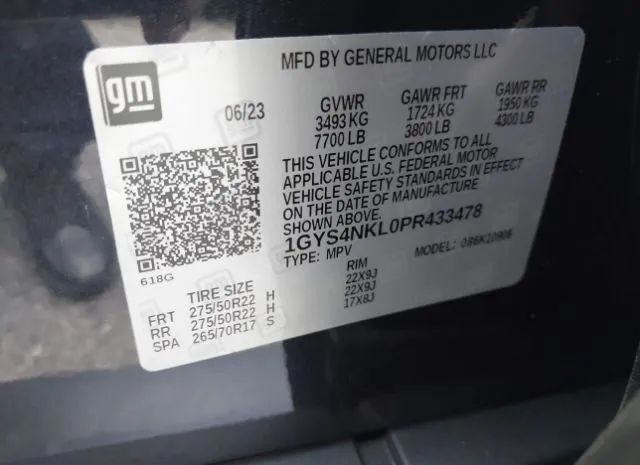 gm
MFD BY GENERAL MOTORS LLC
06/23
GVWR GAWR FRT GAWR RR
3493 KG 1724 KG 1950 KG
7700 LB 3800 LB 4300 LB
THIS VEHICLE CONFORMS TO ALL
APPLICABLE U.S. FEDERAL MOTOR
VEHICLE SAFETY STANDARDS IN EFFECT
ON THE DATE OF MANUFACTURE
SHOWN ABOVE.
1GYS4NKL0PR433478
TYPE: MPV MODEL:
618G
TIRE SIZE RIM
FRT 275/50R22 H 22X9J
RR 275/50R22 H 22X9J
SPA 265/70R17 S 17X8J